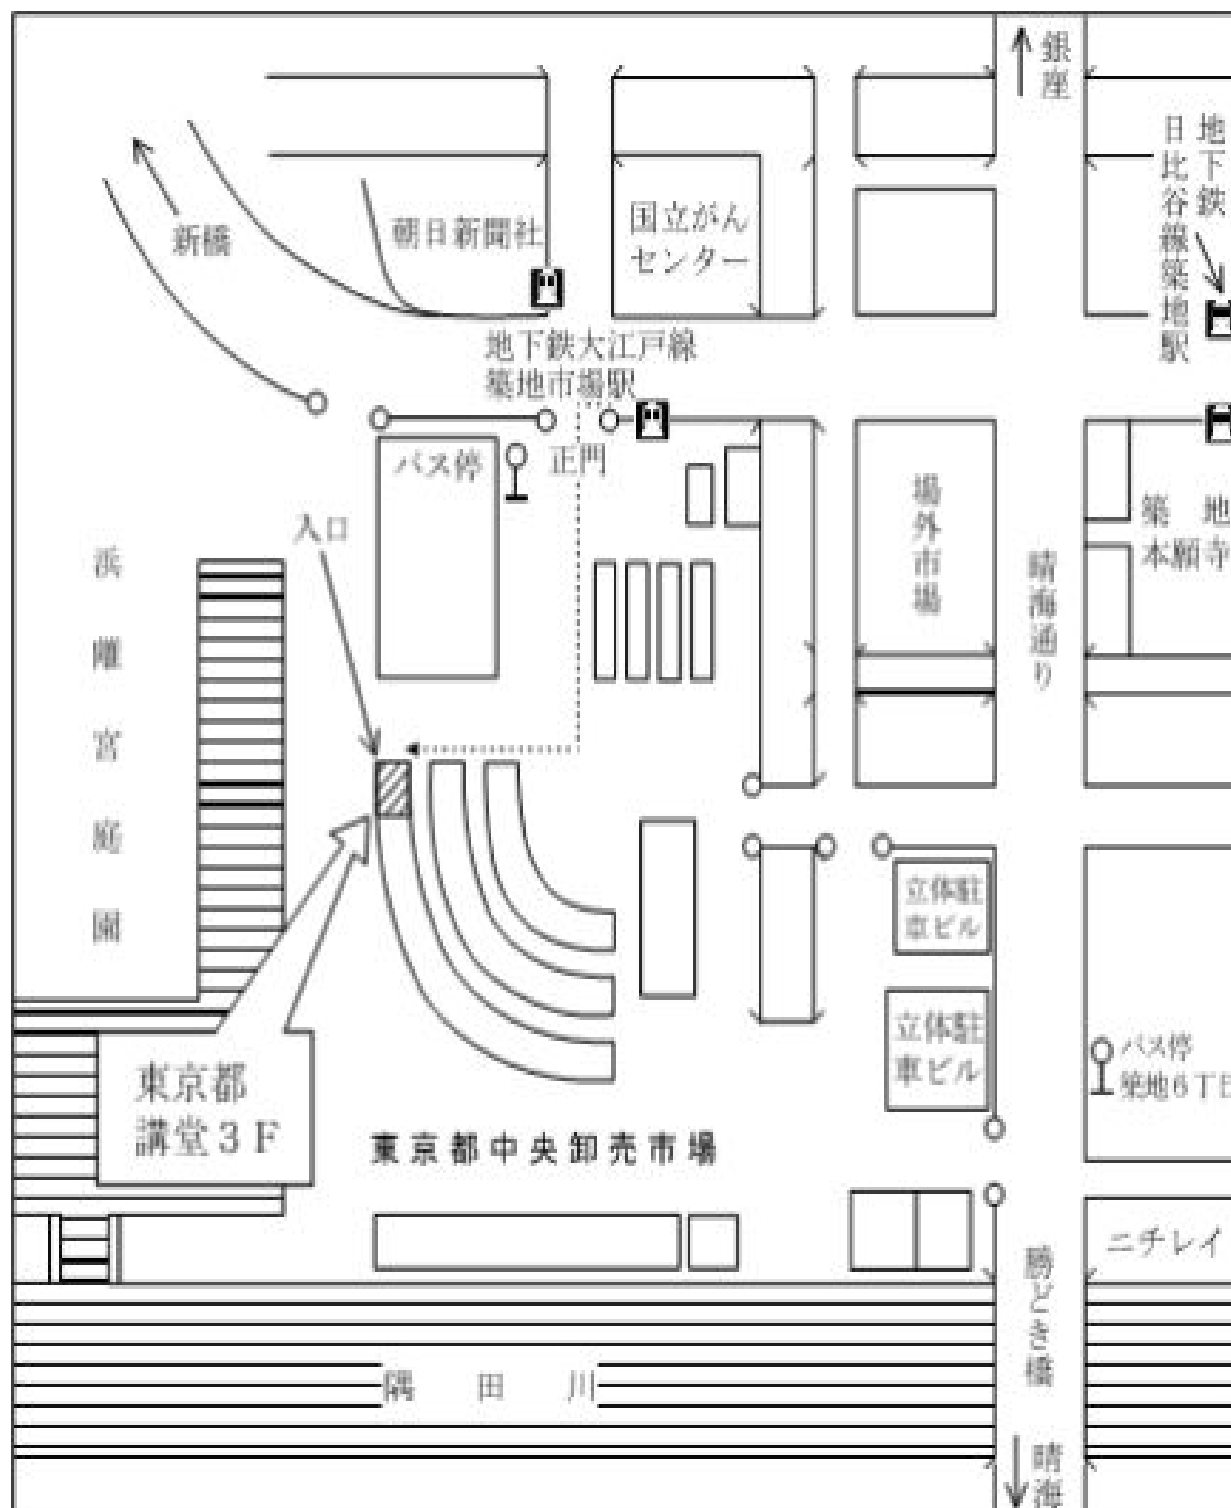 銀座
地下鉄
日比谷線築地駅
新橋
朝日新聞社
国立がん
センター
地下鉄大江戸線
築地市場駅
バス停
正門
入口
場外市場
晴海通り
築地
本願寺
浜離宮庭園
立体駐
車ビル
立体駐
車ビル
バス停
築地6丁目
東京都
講堂3F
東京都中央卸売市場
ニチレイ
勝どき橋
隅田川
晴海